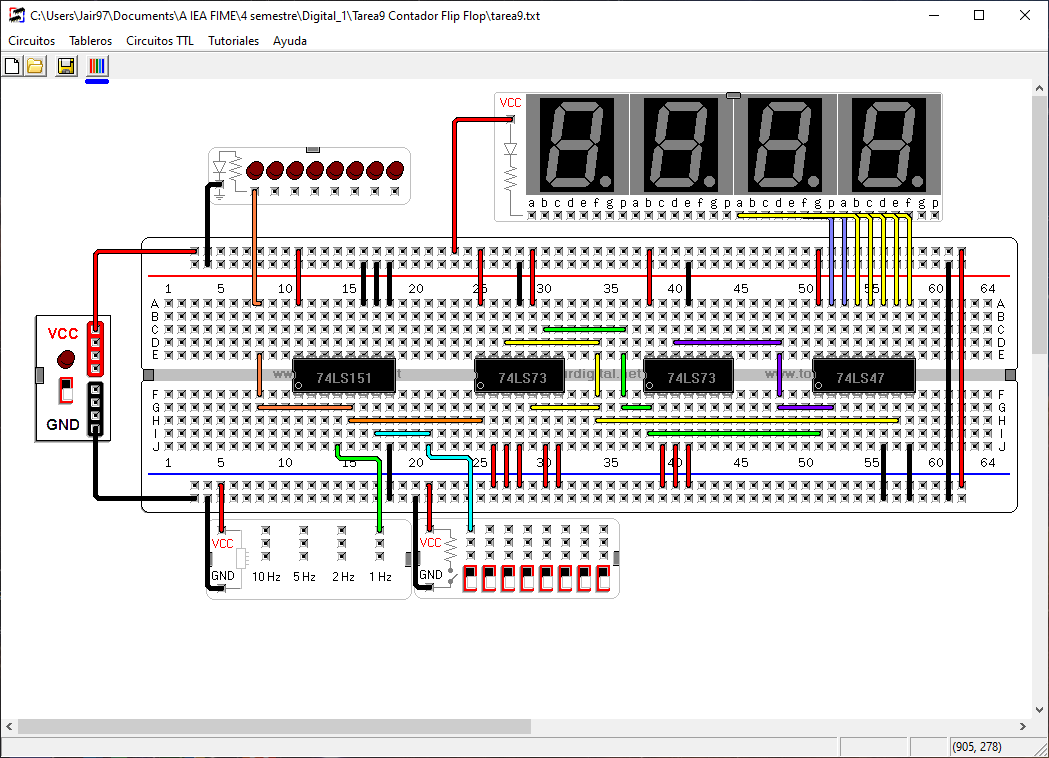 C:\Users\Jair97\Documents\A IEA FIME\4 semestre\Digital_1\Tarea9 Contador Flip Flop\tarea9.txt
Circuitos Tableros Circuitos TTL Tutoriales Ayuda
VCC
a b c d e f g p a b c d e f g p a b c d e f g p a b c d e f g p
1 5 10 15 20 25 30 35 40 45 50 55 60 64
A A
B B
C C
D D
E E
VCC
GND
74LS151 74LS73 74LS73 74LS47
F F
G G
H H
I I
J J
1 5 10 15 20 25 30 35 40 45 50 55 60 64
VCC
GND
10 Hz 5 Hz 2 Hz 1 Hz
VCC
GND
(905, 278)